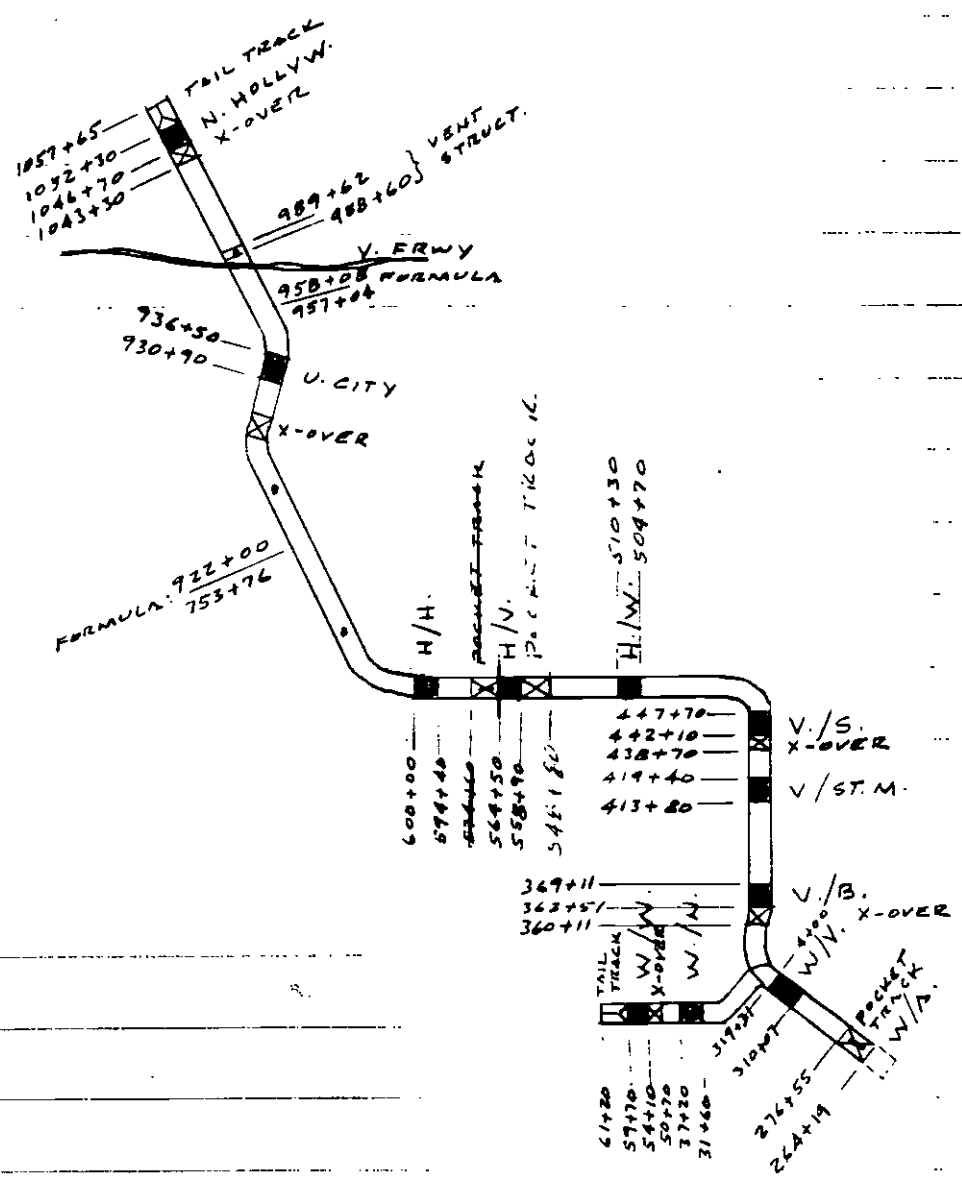 TAIL TRACK
N. HOLLYW.
X-OVER
1057+65
1052+30
1046+70
1043+30
VENT
STRUCT.
989+62
988+60
V. FRWY
958+08
957+04
FORMULA
936+50
930+90
U. CITY
X-OVER
FORMULA: 922+00
753+76
H/H.
POCKET TRACK
H/V.
POCKET TRACK
510+30
H/W. 504+70
600+00
594+40
574+60
564+50
558+90
447+70
442+10
438+70
419+40
413+80
V./S.
X-OVER
V/ST. M.
369+11
363+51
360+11
V./B.
X-OVER
4+00
W/V.
TAIL
TRACK
W/W.
X-OVER
W./N.
POCKET
TRACK
W/A.
319+31
310+07
276+55
264+19
61+20
59+70
54+10
50+70
37+20
31+60